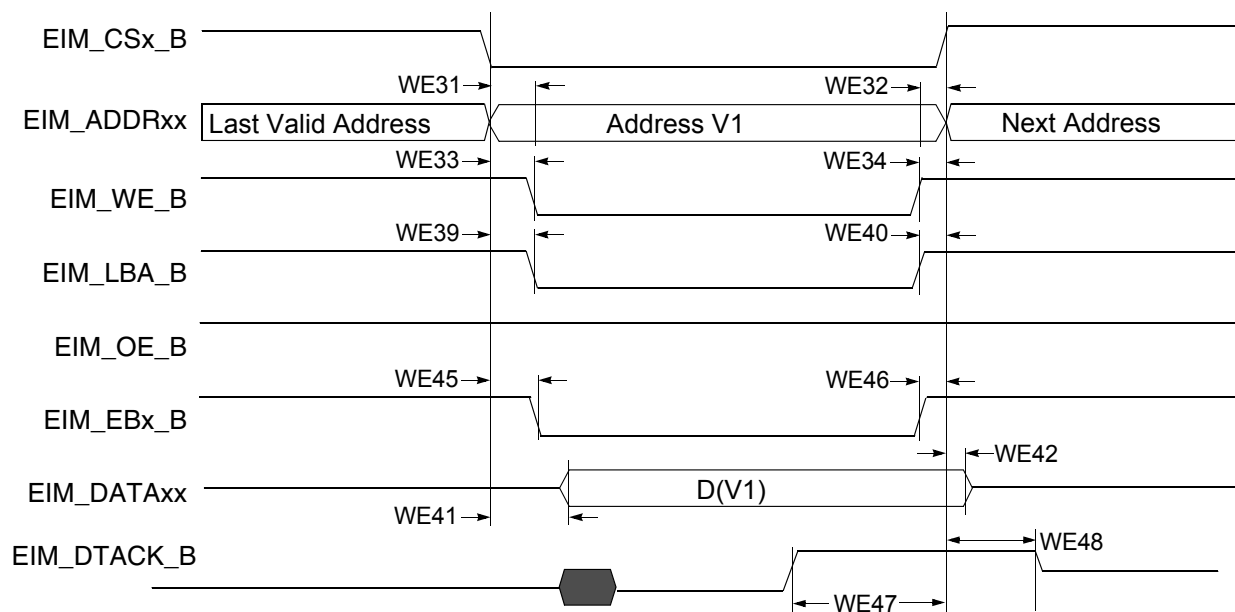 EIM_CSx_B
WE31
WE32
EIM_ADDRxx
Last Valid Address
Address V1
Next Address
WE33
WE34
EIM_WE_B
WE39
WE40
EIM_LBA_B
EIM_OE_B
WE45
WE46
EIM_EBx_B
WE42
EIM_DATAxx
D(V1)
WE41
EIM_DTACK_B
WE48
WE47